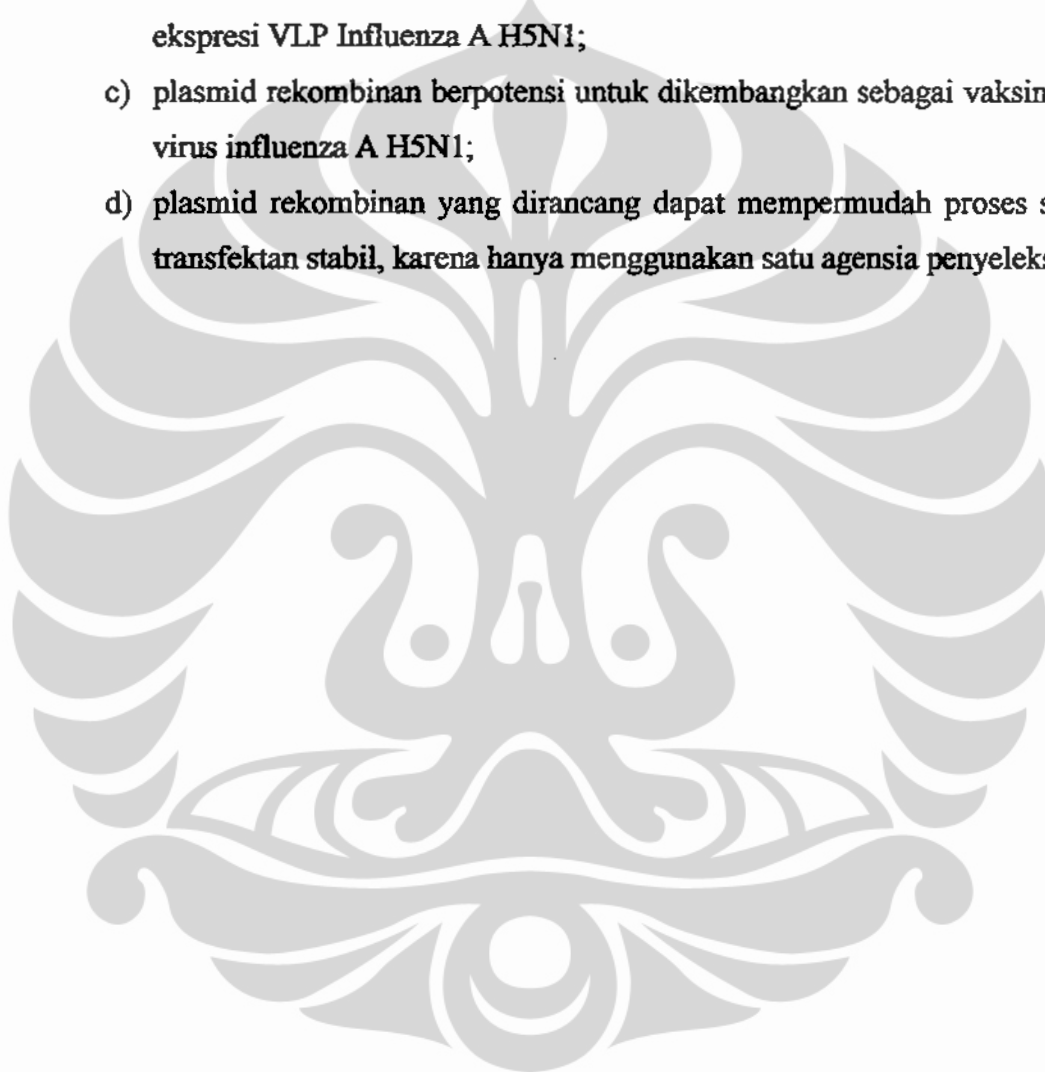 ekspresi VLP Influenza A H5N1;
c) plasmid rekombinan berpotensi untuk dikembangkan sebagai vaksin
virus influenza A H5N1;
d) plasmid rekombinan yang dirancang dapat mempermudah proses s
transfektan stabil, karena hanya menggunakan satu agensia penyeleks